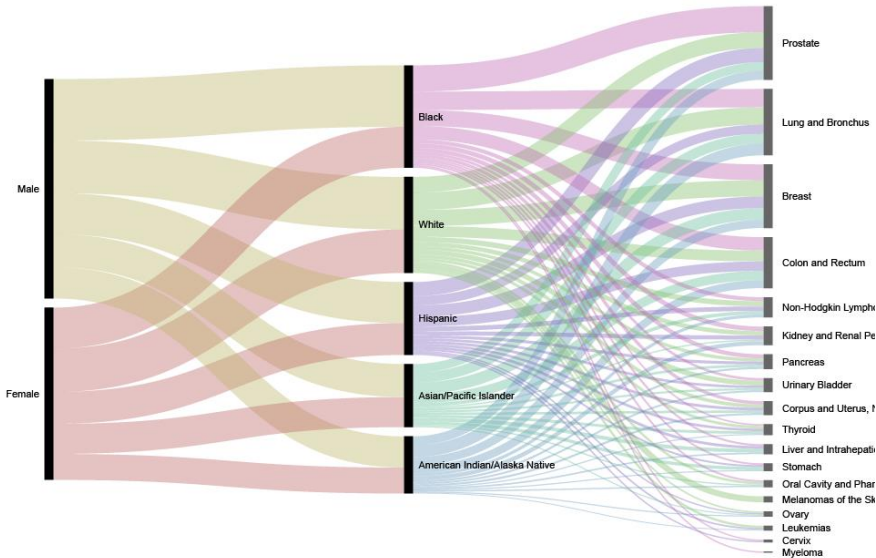 Male
Female
Black
White
Hispanic
Asian/Pacific Islander
American Indian/Alaska Native
Prostate
Lung and Bronchus
Breast
Colon and Rectum
Non-Hodgkin Lympho
Kidney and Renal Pe
Pancreas
Urinary Bladder
Corpus and Uterus, N
Thyroid
Liver and Intrahepatic
Stomach
Oral Cavity and Phar
Melanomas of the Sk
Ovary
Leukemias
Cervix
Myeloma